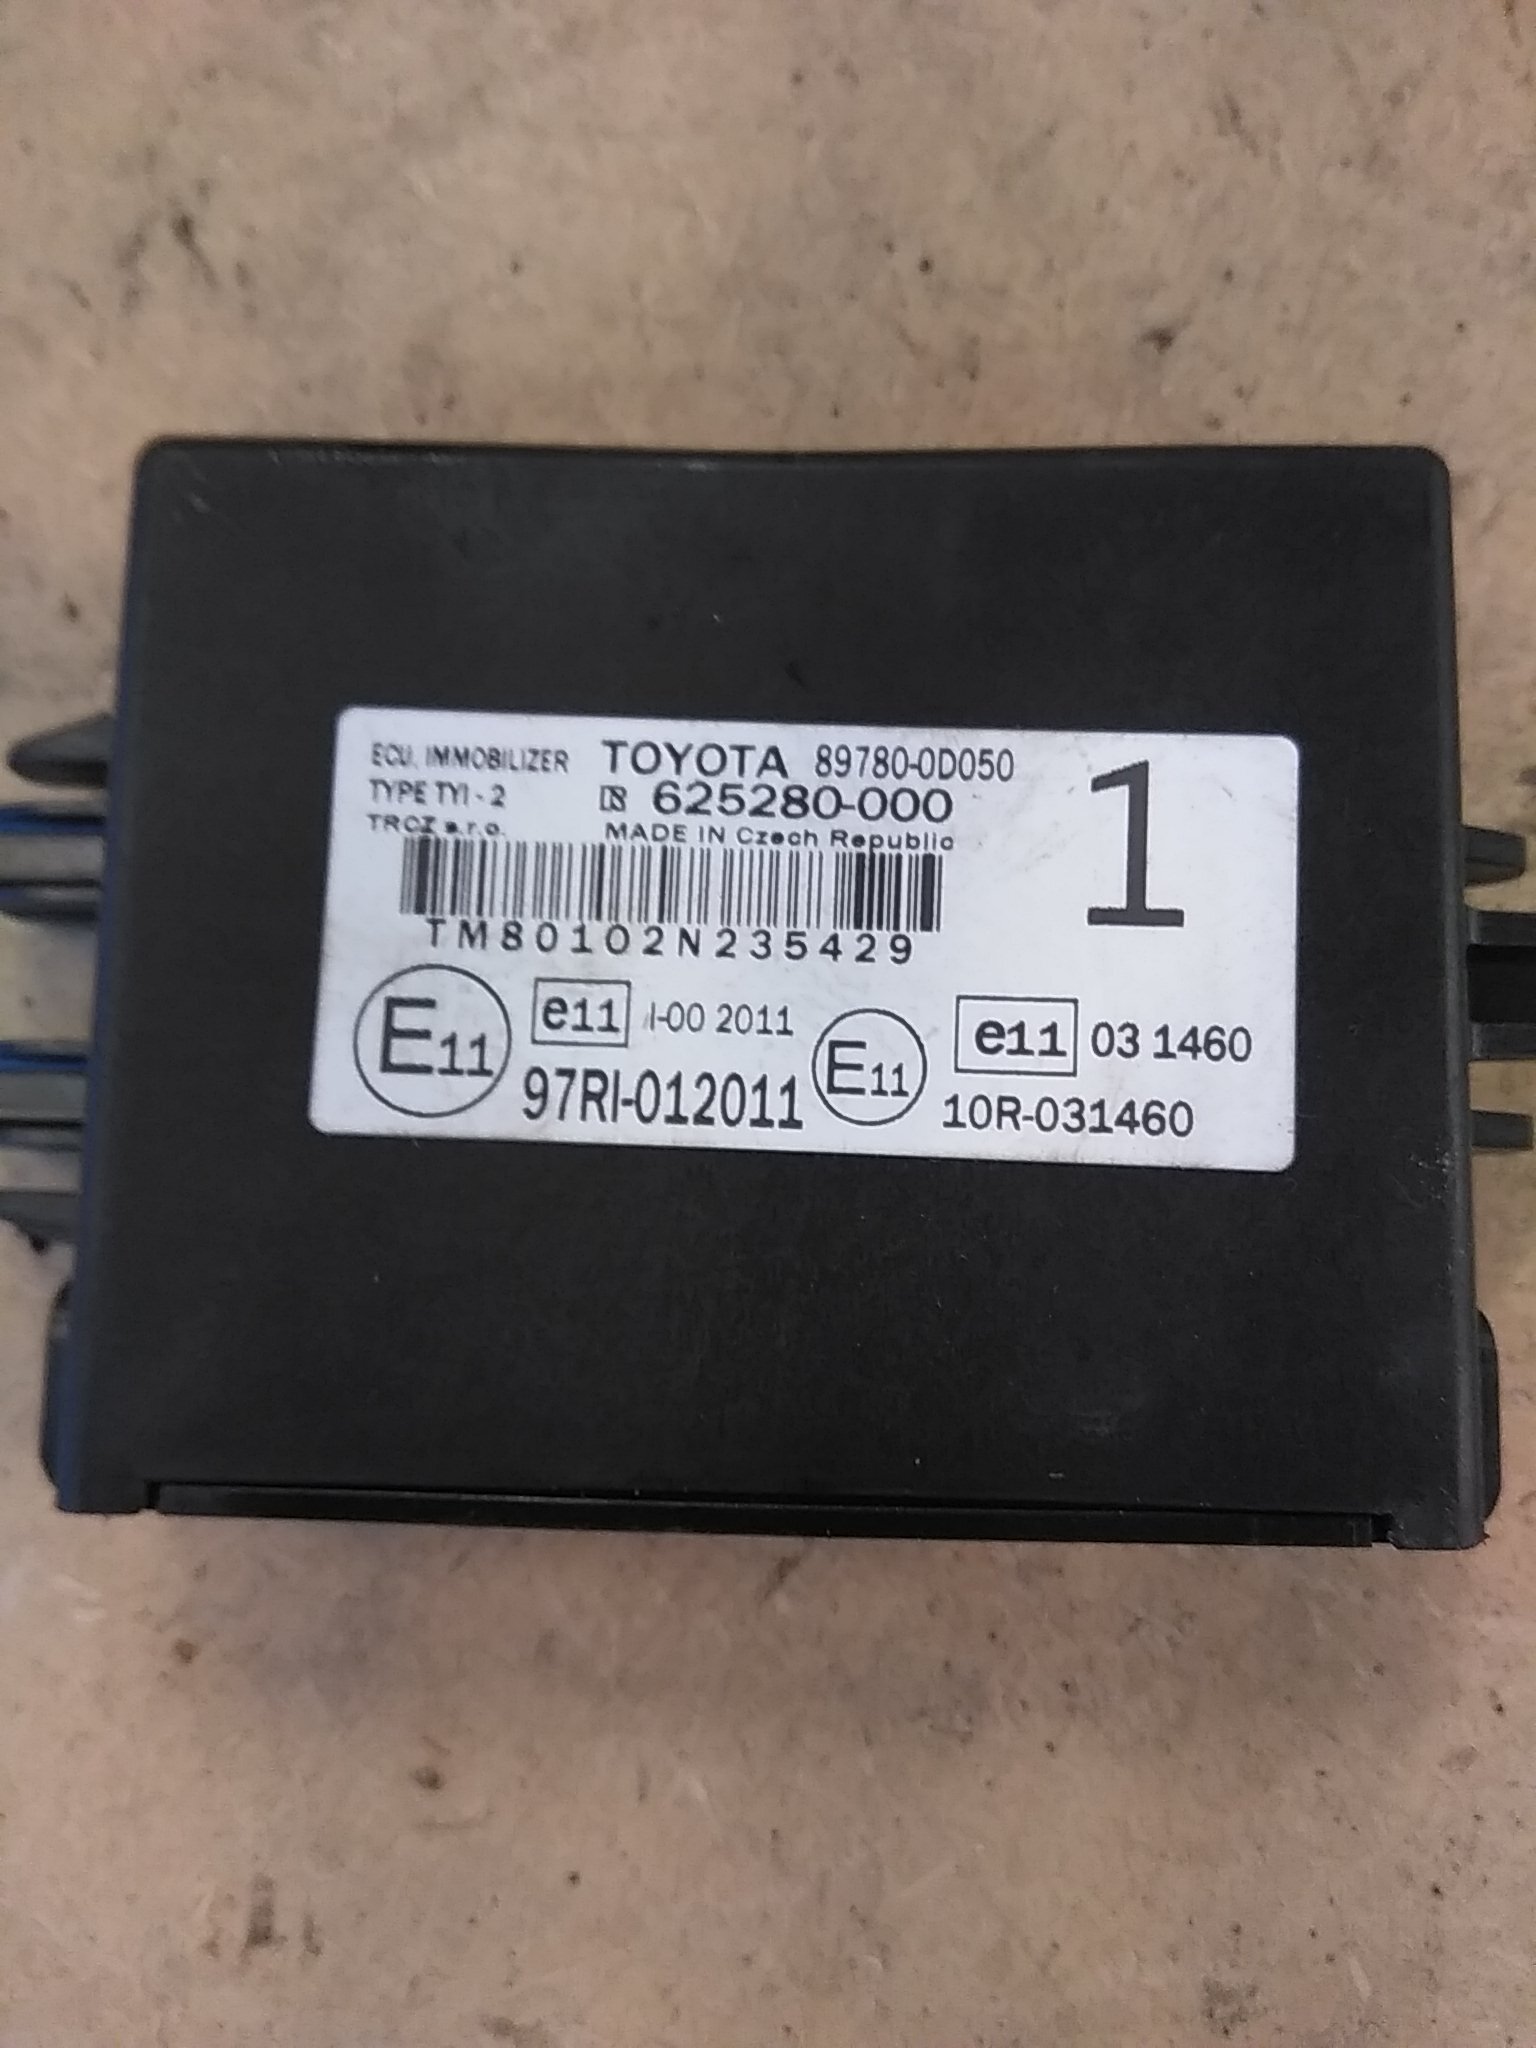 ECU, IMMOBILIZER TOYOTA 89780-0D050
TYPE TYI-2 625280-000
TRCZ s.r.o. MADE IN Czech Republic
1
TM80102N235429
E11 e11 I-00 2011 E11 e11 03 1460
97RI-012011 10R-031460